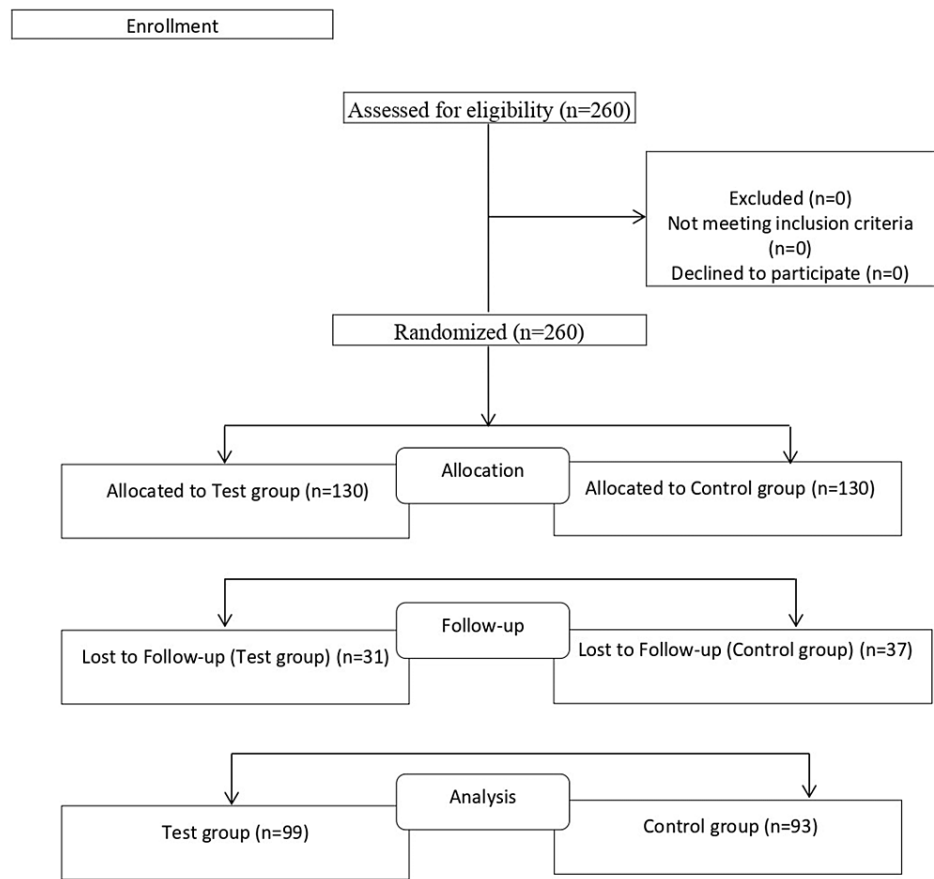 Enrollment
Assessed for eligibility (n=260)
Excluded (n=0)
Not meeting inclusion criteria
(n=0)
Declined to participate (n=0)
Randomized (n=260)
Allocation
Allocated to Test group (n=130)
Allocated to Control group (n=130)
Follow-up
Lost to Follow-up (Test group) (n=31)
Lost to Follow-up (Control group) (n=37)
Analysis
Test group (n=99)
Control group (n=93)